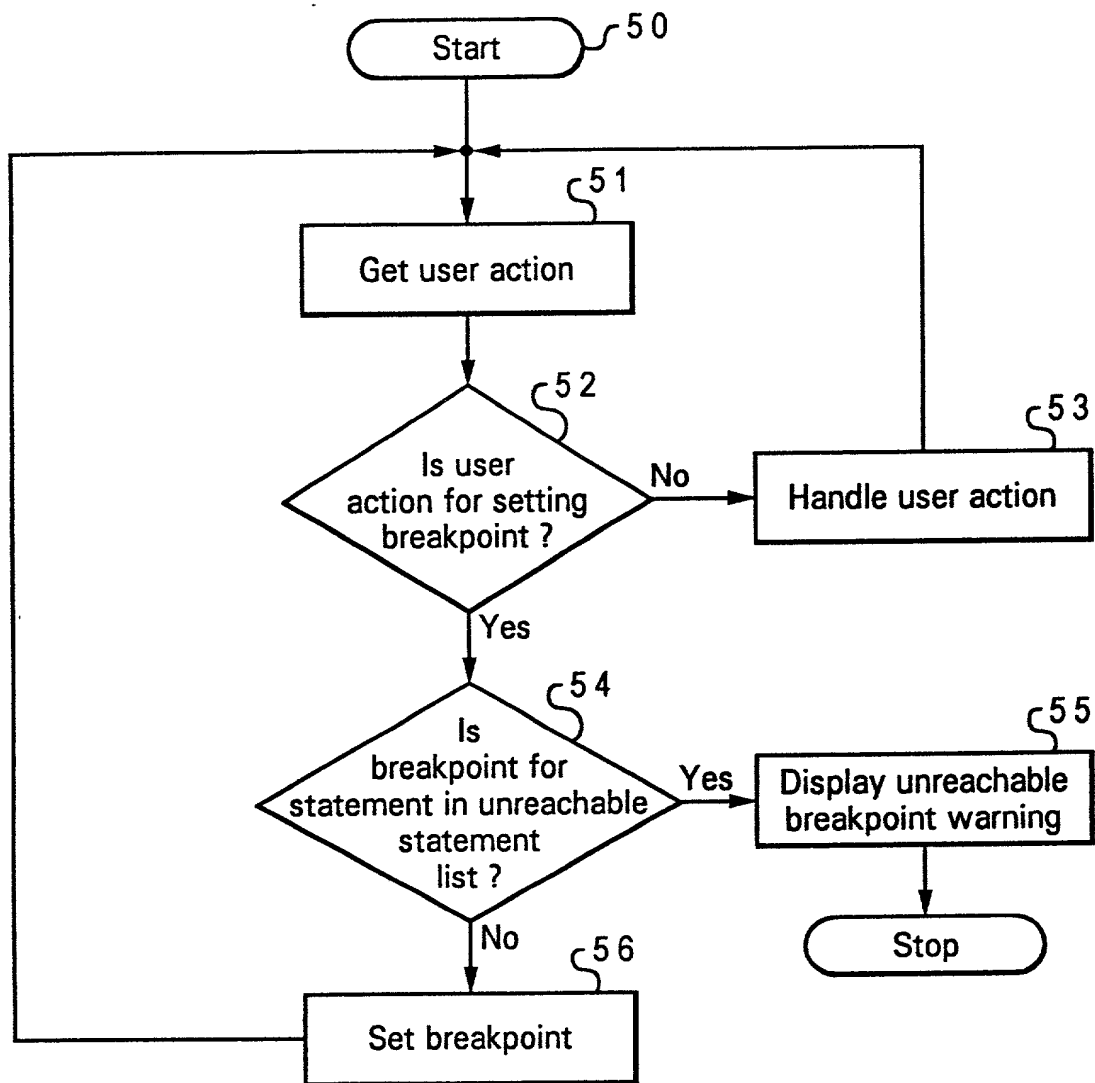 Start
50
51
Get user action
52
Is user
action for setting
breakpoint ?
No
53
Handle user action
Yes
54
Is
breakpoint for
statement in unreachable
statement
list ?
Yes
55
Display unreachable
breakpoint warning
Stop
No
56
Set breakpoint